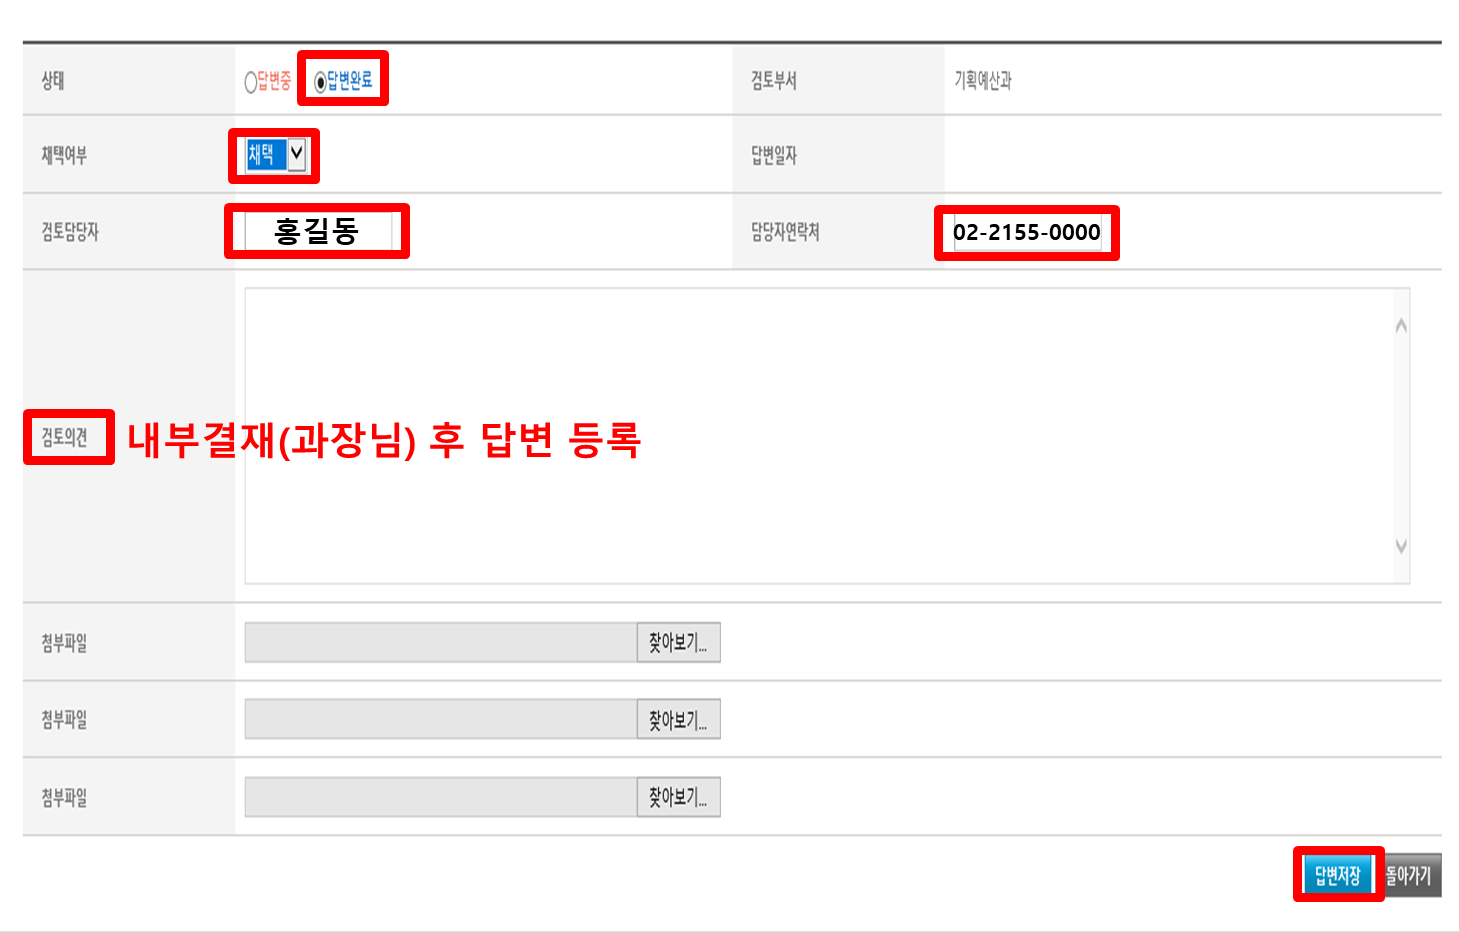 상태 답변중 답변완료 검토부서 기획예산과
채택여부 채택 답변일자
검토담당자 홍길동 담당자연락처 02-2155-0000
검토의견 내부결재(과장님) 후 답변 등록
첨부파일 찾아보기...
첨부파일 찾아보기...
첨부파일 찾아보기...
답변저장 돌아가기